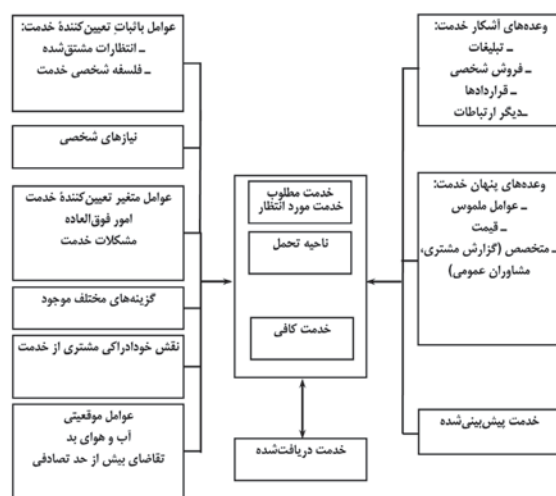 وعده‌های آشکار خدمت:
ـ تبلیغات
ـ فروش شخصی
ـ قراردادها
ـدیگر ارتباطات
وعده‌های پنهان خدمت:
ـ عوامل ملموس
ـ قیمت
ـ متخصص (گزارش مشتری،
مشاوران عمومی)
خدمت پیش‌بینی‌شده
خدمت مطلوب
خدمت مورد انتظار
ناحیه تحمل
خدمت کافی
خدمت دریافت‌شده
عوامل باثباتِ تعیین‌کنندۀ خدمت:
ـ انتظارات مشتق‌شده
ـ فلسفه شخصی خدمت
نیازهای شخصی
عوامل متغیر تعیین‌کنندۀ خدمت
امور فوق‌العاده
مشکلات خدمت
گزینه‌های مختلف موجود
نقش خودادراکی مشتری از خدمت
عوامل موقعیتی
آب و هوای بد
تقاضای بیش از حد تصادفی